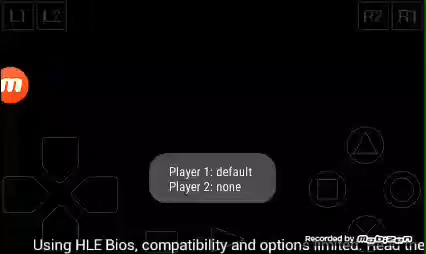 L1 L2 R2 R1
m
Player 1: default
Player 2: none
Recorded by Mobizen
Using HLE Bios, compatibility and options limited. Read the